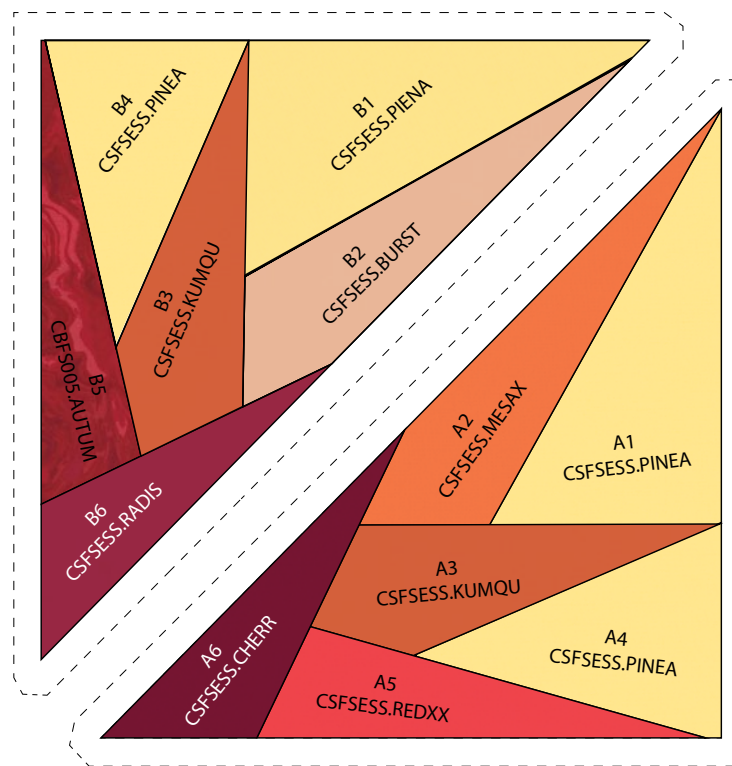 B4
CSFSESS.PINEA
B1
CSFSESS.PIENA
B2
CSFSESS.BURST
B3
CSFSESS.KUMQU
B5
CBFS005.AUTUM
B6
CSFSESS.RADIS
A2
CSFSESS.MESAX
A1
CSFSESS.PINEA
A3
CSFSESS.KUMQU
A4
CSFSESS.PINEA
A6
CSFSESS.CHERR
A5
CSFSESS.REDXX